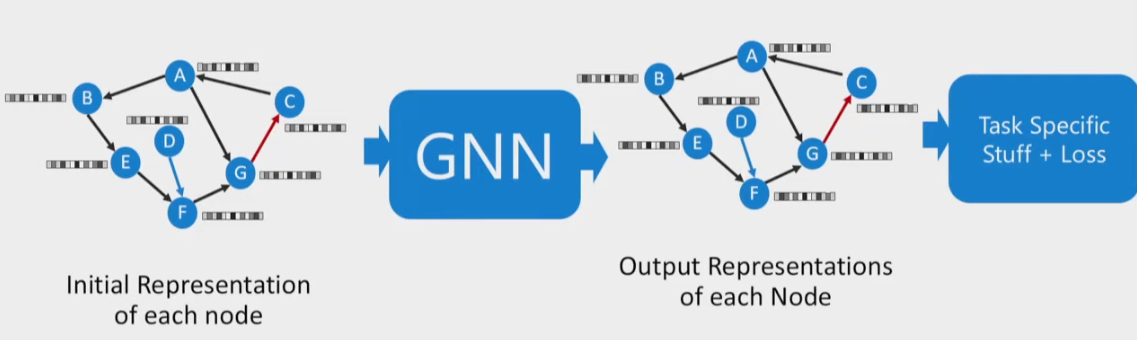 A
B
C
D
E
G
F
Initial Representation
of each node
GNN
A
B
C
D
E
G
F
Output Representations
of each Node
Task Specific
Stuff + Loss